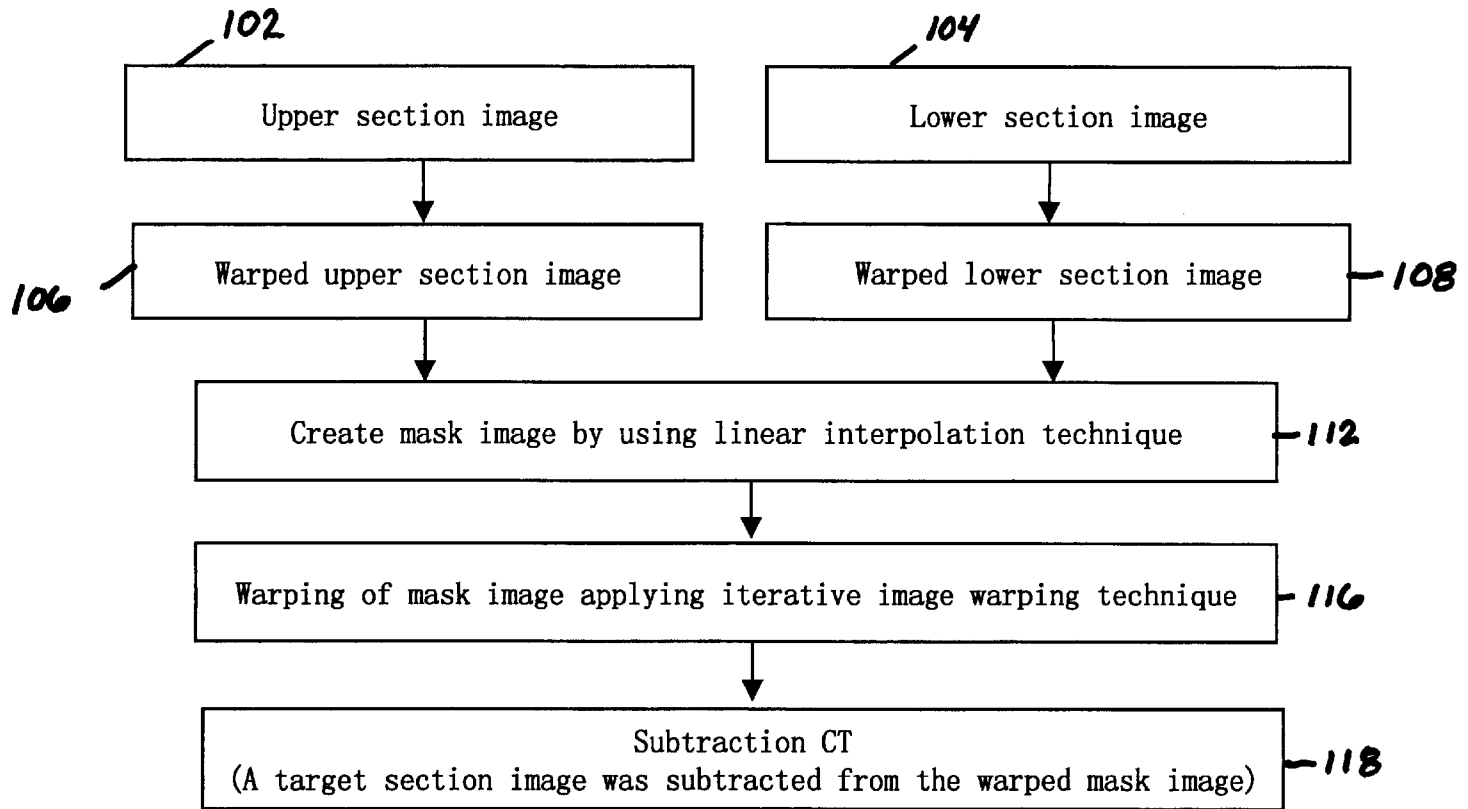 102
104
Upper section image
Lower section image
Warped upper section image
Warped lower section image
106
108
Create mask image by using linear interpolation technique
112
Warping of mask image applying iterative image warping technique
116
Subtraction CT
(A target section image was subtracted from the warped mask image)
118